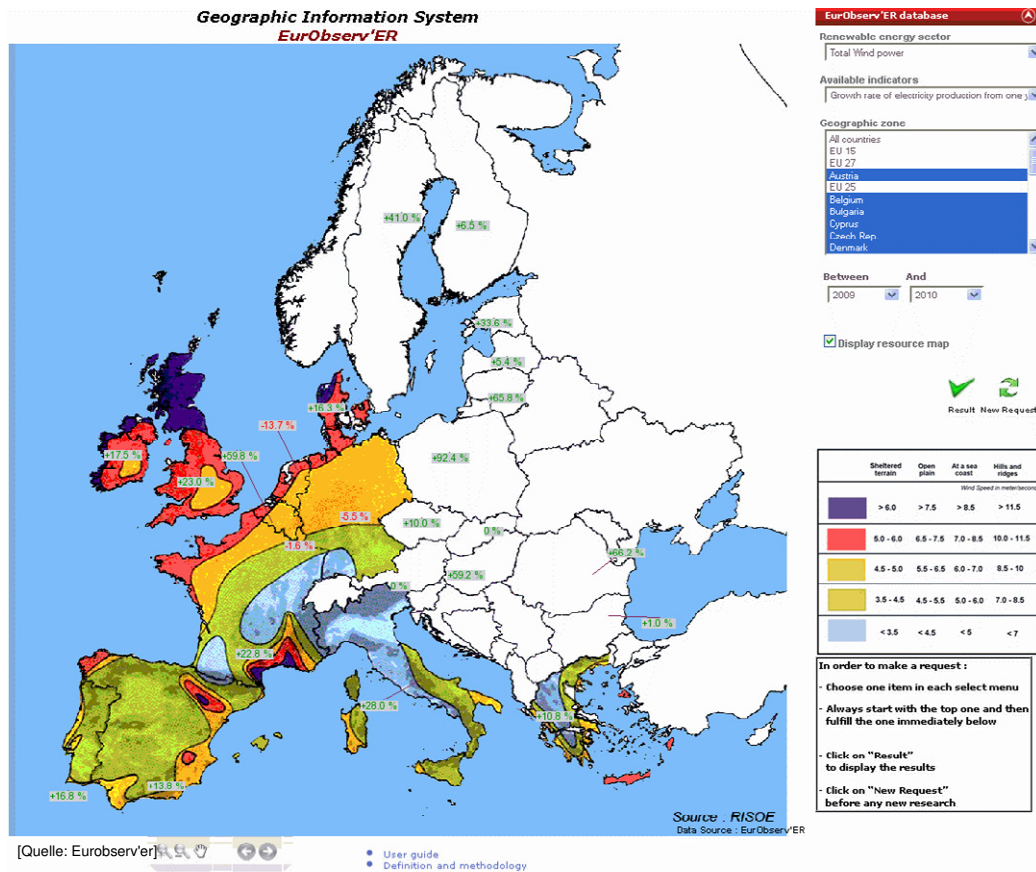 Geographic Information System
EurObserv'ER
+41.0 %
+6.5 %
+33.6 %
+5.4 %
+65.8 %
+16.3 %
-13.7 %
+17.5 %
+59.8 %
+23.0 %
+92.4 %
-5.5 %
+10.0 %
0 %
-1.6 %
+66.2 %
+59.2 %
0 %
+1.0 %
+22.8 %
+28.0 %
+10.8 %
+13.8 %
+16.8 %
Source : RISOE
Data Source : EurObserv'ER
[Quelle: Eurobserv'er]
User guide
Definition and methodology
EurObserv'ER database
Renewable energy sector
Total Wind power
Available indicators
Growth rate of electricity production from one
Geographic zone
All countries
EU 15
EU 27
Austria
EU 25
Belgium
Bulgaria
Cyprus
Czech Rep.
Denmark
Between And
2009 2010
Display resource map
Result New Request
Sheltered terrain Open plain At a sea coast Hills and ridges
Wind Speed in meter/second
> 6.0 > 7.5 > 8.5 > 11.5
5.0 - 6.0 6.5 - 7.5 7.0 - 8.5 10.0 - 11.5
4.5 - 5.0 5.5 - 6.5 6.0 - 7.0 8.5 - 10
3.5 - 4.5 4.5 - 5.5 5.0 - 6.0 7.0 - 8.5
< 3.5 < 4.5 < 5 < 7
In order to make a request :
- Choose one item in each select menu
- Always start with the top one and then
fulfill the one immediately below
- Click on "Result"
to display the results
- Click on "New Request"
before any new research